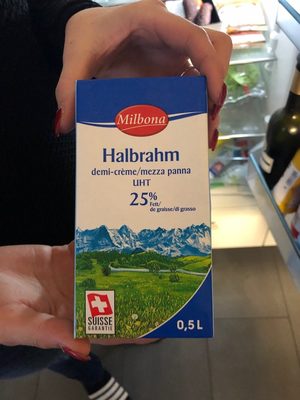 Milbona
Halbrahm
demi-crème/mezza panna
UHT
25%
Fett/
de graisse/di grasso
SUISSE
GARANTIE
0,5 L